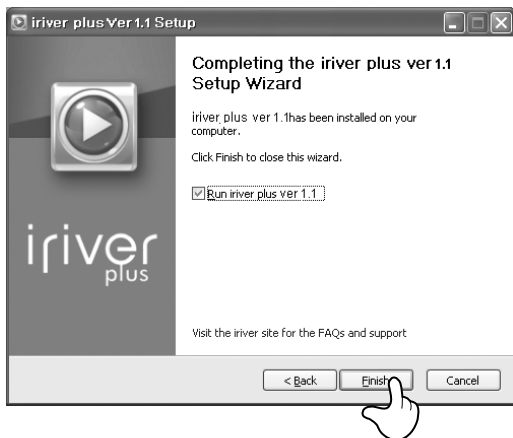 iriver plus Ver 1.1 Setup
Completing the iriver plus ver 1.1
Setup Wizard
iriver plus ver 1.1has been installed on your
computer.
Click Finish to close this wizard.
Run iriver plus ver 1.1
iriver
plus
Visit the iriver site for the FAQs and support
< Back
Finish
Cancel